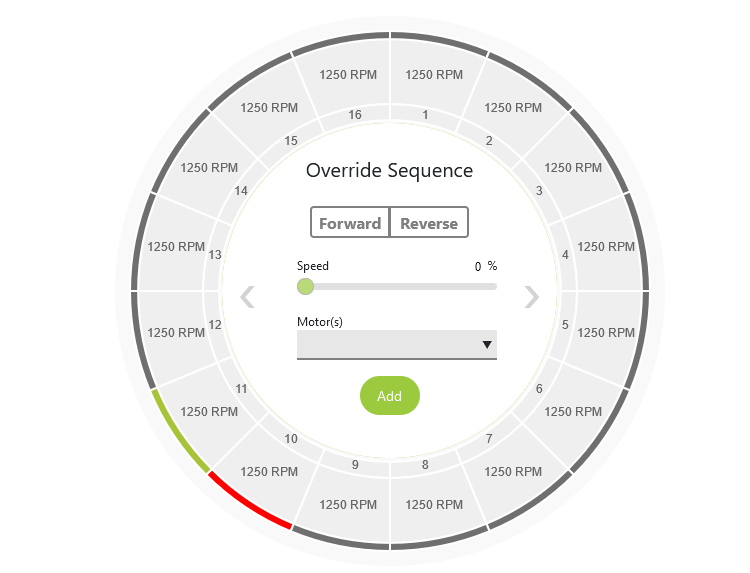 1250 RPM 1250 RPM
1250 RPM 1250 RPM
16 1
15 2
1250 RPM 1250 RPM
Override Sequence
14 3
Forward Reverse
1250 RPM 1250 RPM
13 4
Speed 0 %
‹ ›
Motor(s)
12 5
1250 RPM 1250 RPM
▼
11 6
Add
1250 RPM 1250 RPM
10 7
9 8
1250 RPM 1250 RPM
1250 RPM 1250 RPM